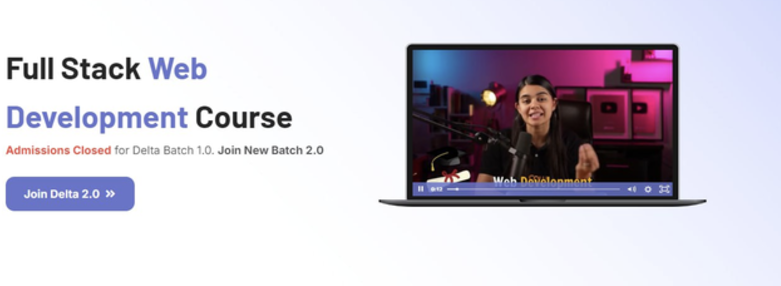 Full Stack Web
Development Course
Admissions Closed for Delta Batch 1.0. Join New Batch 2.0
Join Delta 2.0 »
Web Development
0:13